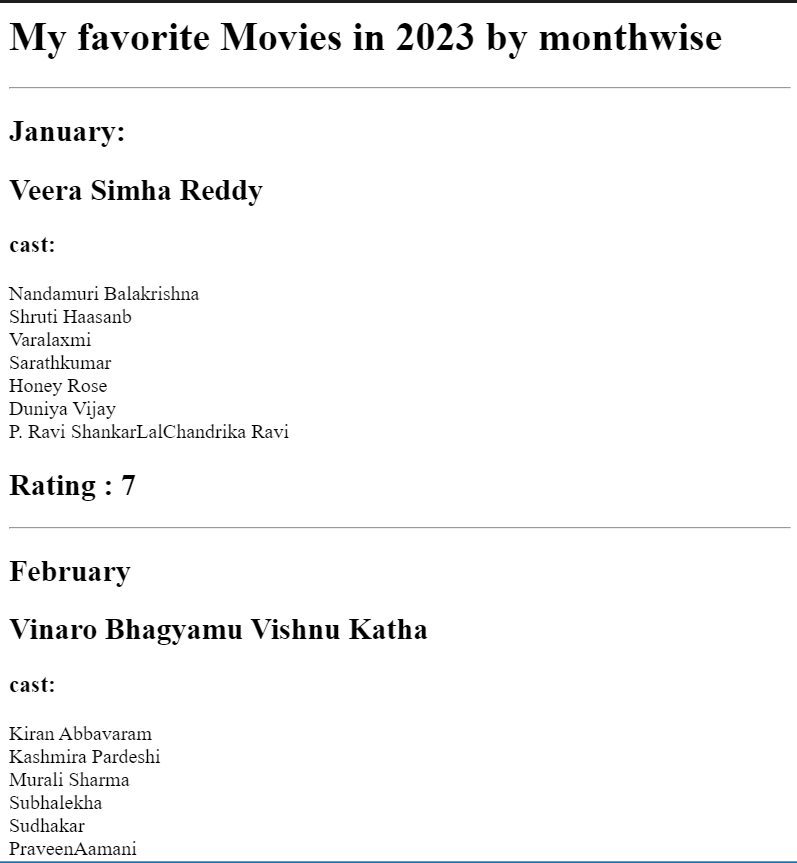 My favorite Movies in 2023 by monthwise
January:
Veera Simha Reddy
cast:
Nandamuri Balakrishna
Shruti Haasanb
Varalaxmi
Sarathkumar
Honey Rose
Duniya Vijay
P. Ravi ShankarLalChandrika Ravi
Rating : 7
February
Vinaro Bhagyamu Vishnu Katha
cast:
Kiran Abbavaram
Kashmira Pardeshi
Murali Sharma
Subhalekha
Sudhakar
PraveenAamani